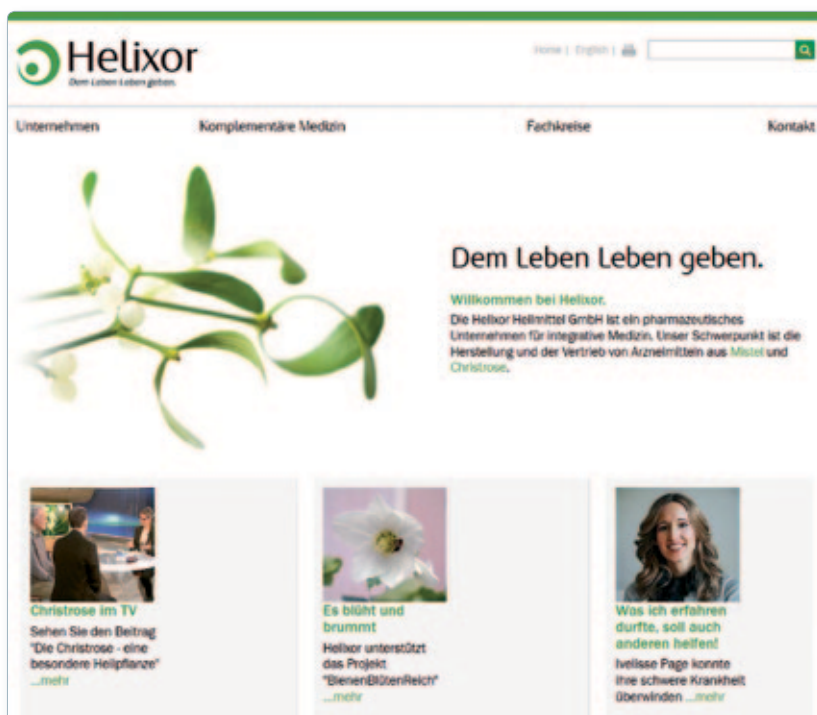 Helixor
Dem Leben Leben geben.
Home | English |
Unternehmen Komplementäre Medizin Fachkreise Kontakt
Dem Leben Leben geben.
Willkommen bei Helixor.
Die Helixor Heilmittel GmbH ist ein pharmazeutisches
Unternehmen für integrative Medizin. Unser Schwerpunkt ist die
Herstellung und der Vertrieb von Arzneimitteln aus Mistel und
Christrose.
Christrose im TV
Sehen Sie den Beitrag
"Die Christrose - eine
besondere Heilpflanze"
...mehr
Es blüht und
brummt
Helixor unterstützt
das Projekt
"BienenBlütenReich"
...mehr
Was ich erfahren
durfte, soll auch
anderen helfen!
Ivelisse Page konnte
ihre schwere Krankheit
überwinden ...mehr